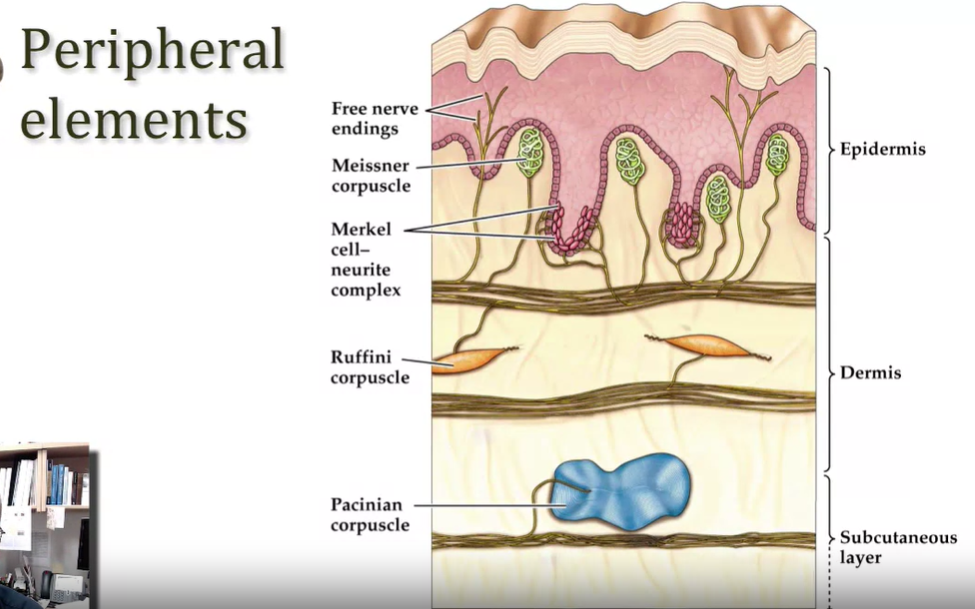 Peripheral
elements
Free nerve
endings
Meissner
corpuscle
Merkel
cell–
neurite
complex
Ruffini
corpuscle
Pacinian
corpuscle
Epidermis
Dermis
Subcutaneous
layer